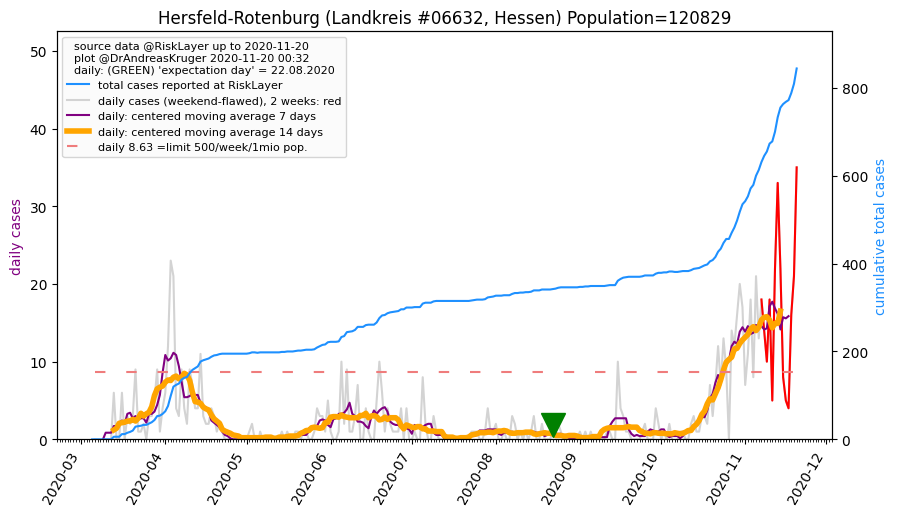 Hersfeld-Rotenburg (Landkreis #06632, Hessen) Population=120829
source data @RiskLayer up to 2020-11-20
plot @DrAndreasKruger 2020-11-20 00:32
daily: (GREEN) 'expectation day' = 22.08.2020
total cases reported at RiskLayer
daily cases (weekend-flawed), 2 weeks: red
daily: centered moving average 7 days
daily: centered moving average 14 days
daily 8.63 =limit 500/week/1mio pop.
daily cases
50
40
30
20
10
0
cumulative total cases
800
600
400
200
0
2020-03
2020-04
2020-05
2020-06
2020-07
2020-08
2020-09
2020-10
2020-11
2020-12